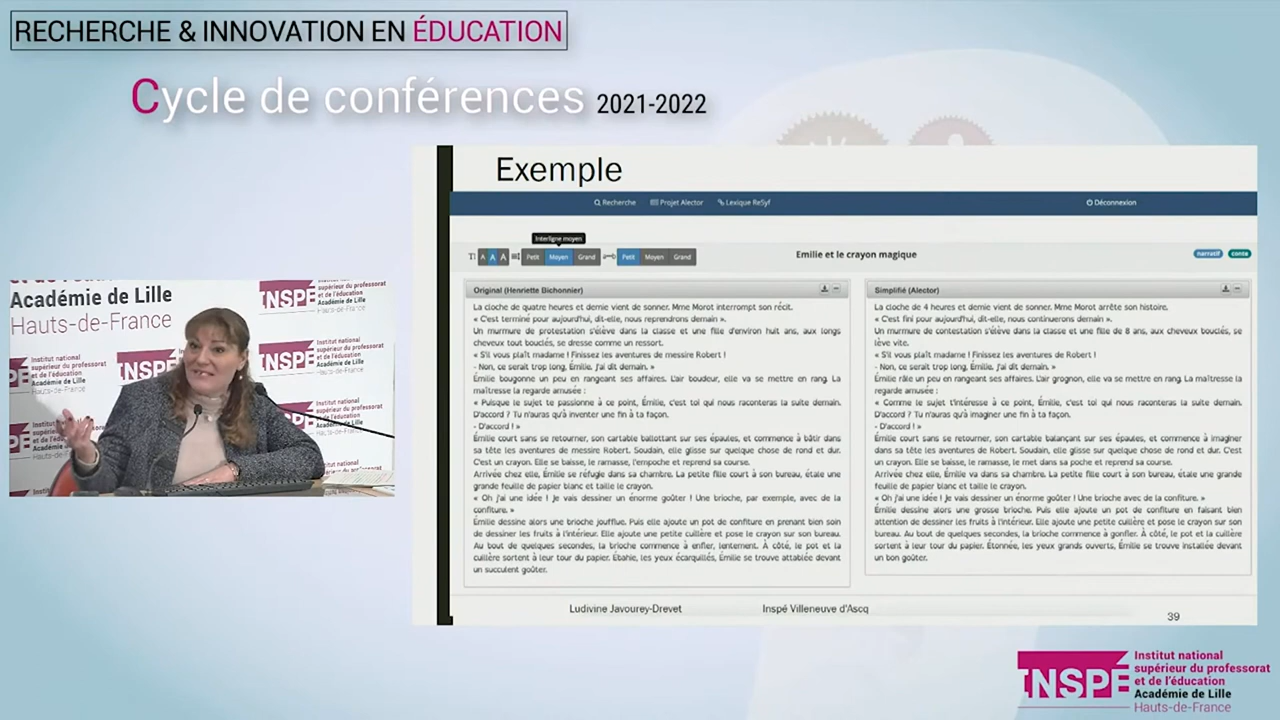 RECHERCHE & INNOVATION EN ÉDUCATION
Cycle de conférences 2021-2022
Exemple
Recherche Projet Alector Lexique ReSyf Déconnexion
Interligne moyen
A A A Petit Moyen Grand Petit Moyen Grand
Emilie et le crayon magique
narratif conte
Original (Henriette Bichonnier)
La cloche de quatre heures et demie vient de sonner. Mme Morot interrompt son récit.
« C'est terminé pour aujourd'hui, dit-elle, nous reprendrons demain ».
Un murmure de protestation s'élève dans la classe et une fille d'environ huit ans, aux longs
cheveux tout bouclés, se dresse comme un ressort.
« S'il vous plaît madame ! Finissez les aventures de messire Robert !
- Non, ce serait trop long, Émilie. J'ai dit demain. »
Émilie bougonne un peu en rangeant ses affaires. L'air boudeur, elle va se mettre en rang. La
maîtresse la regarde amusée :
« Puisque le sujet te passionne à ce point, Émilie, c'est toi qui nous raconteras la suite demain.
D'accord ? Tu n'auras qu'à inventer une fin à ta façon.
- D'accord ! »
Émilie court sans se retourner, son cartable ballottant sur ses épaules, et commence à bâtir dans
sa tête les aventures de messire Robert. Soudain, elle glisse sur quelque chose de rond et dur.
C'est un crayon. Elle se baisse, le ramasse, l'empoche et reprend sa course.
Arrivée chez elle, Émilie se réfugie dans sa chambre. La petite fille court à son bureau, étale une
grande feuille de papier blanc et taille le crayon.
« Oh j'ai une idée ! Je vais dessiner un énorme goûter ! Une brioche, par exemple, avec de la
confiture. »
Émilie dessine alors une brioche joufflue. Puis elle ajoute un pot de confiture en prenant bien soin
de dessiner les fruits à l'intérieur. Elle ajoute une petite cuillère et pose le crayon sur son bureau.
Au bout de quelques secondes, la brioche commence à enfler, lentement. À côté, le pot et la
cuillère sortent à leur tour du papier. Ébahie, les yeux écarquillés, Émilie se trouve attablée devant
un succulent goûter.
Simplifié (Alector)
La cloche de 4 heures et demie vient de sonner. Mme Morot arrête son histoire.
« C'est fini pour aujourd'hui, dit-elle, nous continuerons demain ».
Un murmure de contestation s'élève dans la classe et une fille de 8 ans, aux cheveux bouclés, se
lève vite.
« S'il vous plaît madame ! Finissez les aventures de Robert !
- Non, ce serait trop long, Émilie. J'ai dit demain. »
Émilie râle un peu en rangeant ses affaires. L'air grognon, elle va se mettre en rang. La maîtresse la
regarde amusée :
« Comme le sujet t'intéresse à ce point, Émilie, c'est toi qui nous raconteras la suite demain.
D'accord ? Tu n'auras qu'à imaginer une fin à ta façon.
- D'accord ! »
Émilie court sans se retourner, son cartable balançant sur ses épaules, et commence à imaginer
dans sa tête les aventures de Robert. Soudain, elle glisse sur quelque chose de rond et dur. C'est
un crayon. Elle se baisse, le ramasse, le met dans sa poche et reprend sa course.
Arrivée chez elle, Émilie va dans sa chambre. La petite fille court à son bureau, étale une grande
feuille de papier blanc et taille le crayon.
« Oh j'ai une idée ! Je vais dessiner un énorme goûter ! Une brioche avec de la confiture. »
Émilie dessine alors une grosse brioche. Puis elle ajoute un pot de confiture en faisant bien
attention de dessiner les fruits à l'intérieur. Elle ajoute une petite cuillère et pose le crayon sur son
bureau. Au bout de quelques secondes, la brioche commence à gonfler. À côté, le pot et la cuillère
sortent à leur tour du papier. Étonnée, les yeux grands ouverts, Émilie se trouve installée devant
un bon goûter.
Ludivine Javourey-Drevet Inspé Villeneuve d'Ascq
39
Académie de Lille
Hauts-de-France
INSPÉ
Institut national
supérieur du professorat
et de l'éducation
Académie de Lille
Hauts-de-France
INSPÉ
Institut national
supérieur du professorat
et de l'éducation
Académie de Lille
Hauts-de-France